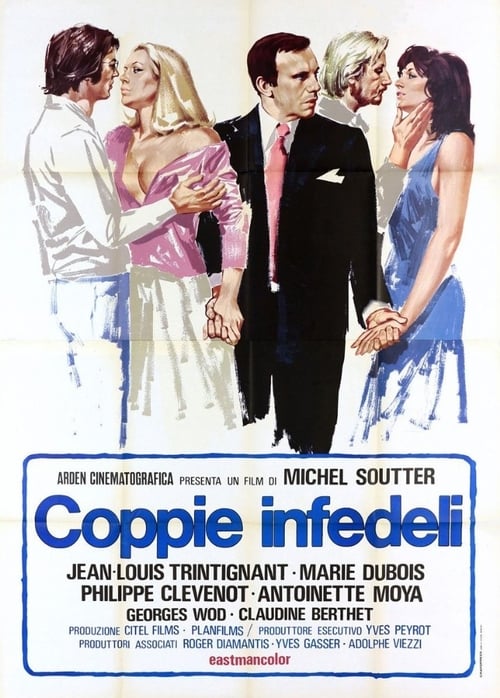 ARDEN CINEMATOGRAFICA PRESENTA UN FILM DI MICHEL SOUTTER
Coppie infedeli
JEAN-LOUIS TRINTIGNANT · MARIE DUBOIS
PHILIPPE CLEVENOT · ANTOINETTE MOYA
GEORGES WOD · CLAUDINE BERTHET
PRODUZIONE CITEL FILMS · PLANFILMS / PRODUTTORE ESECUTIVO YVES PEYROT
PRODUTTORI ASSOCIATI ROGER DIAMANTIS · YVES GASSER · ADOLPHE VIEZZI
eastmancolor